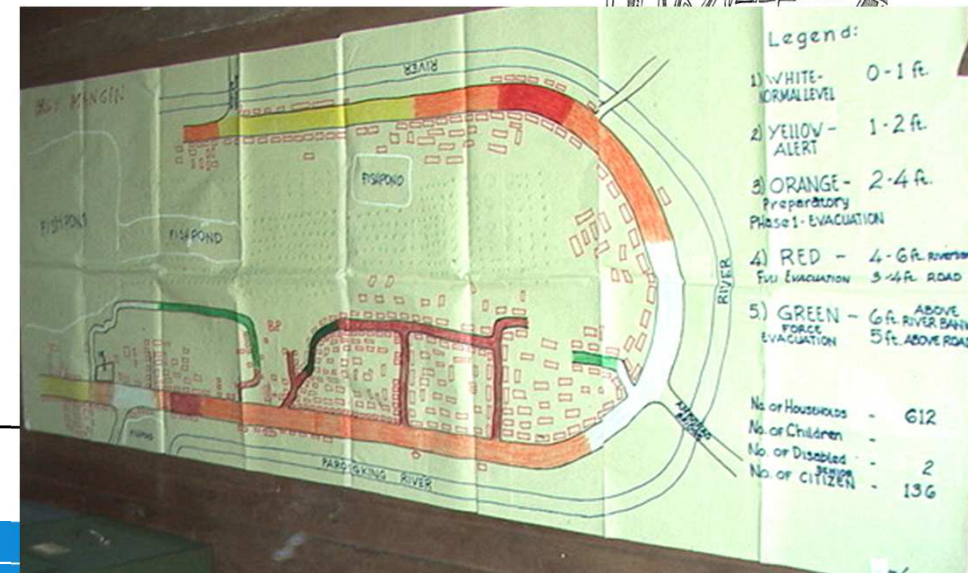 RIVER
FISHPOND
FISHPOND
FISHPOND
RIVER
BP
PARDICKING RIVER
Legend:
1) WHITE- 0-1 ft.
NORMAL LEVEL
2) YELLOW- 1-2 ft.
ALERT
3) ORANGE- 2-4 ft.
Preparatory
Phase 1 - EVACUATION
4) RED - 4-6 ft.
Full Evacuation 3-4 ft. ROAD
5.) GREEN - 6 ft. ABOVE RIVER BANK
FORCE
EVACUATION 5 ft. ABOVE ROAD
No. of Households - 612
No. of Children -
No. of Disabled - 2
No. of SENIOR CITIZEN - 136